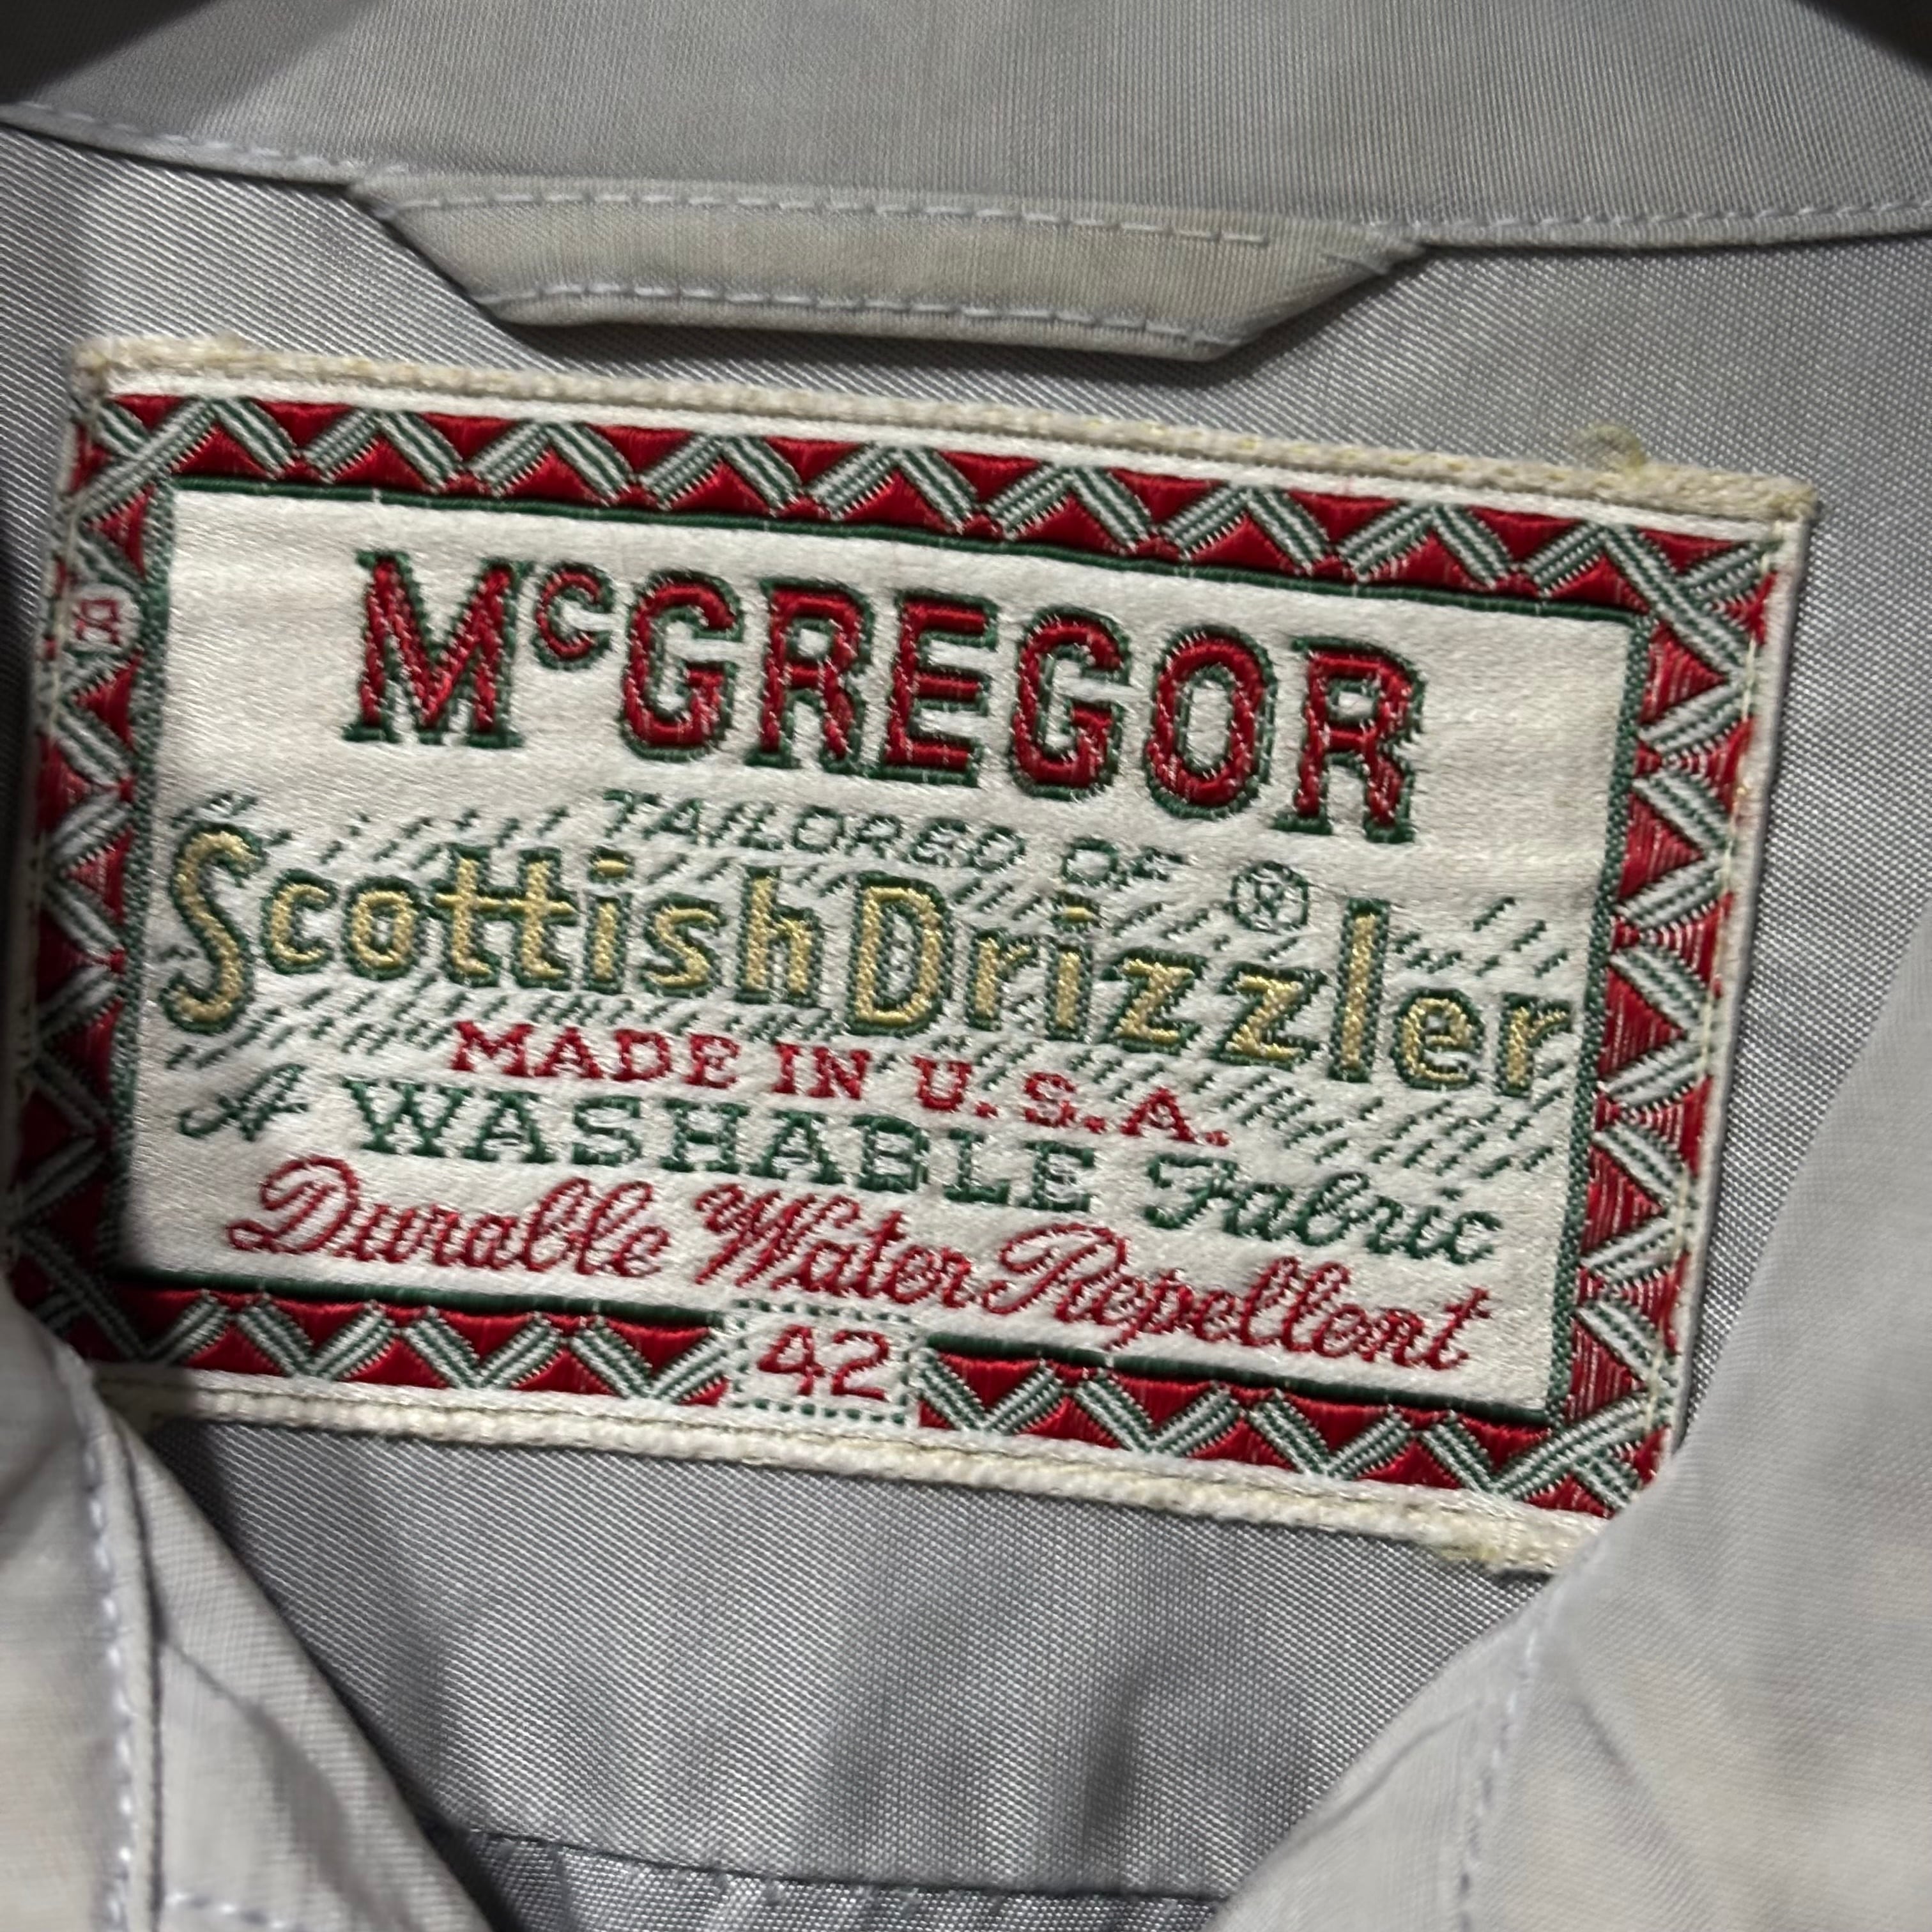 McGREGOR
TAILORED OF
Scottish Drizzler ®
MADE IN U.S.A.
A WASHABLE Fabric
Durable Water Repellent
42
R